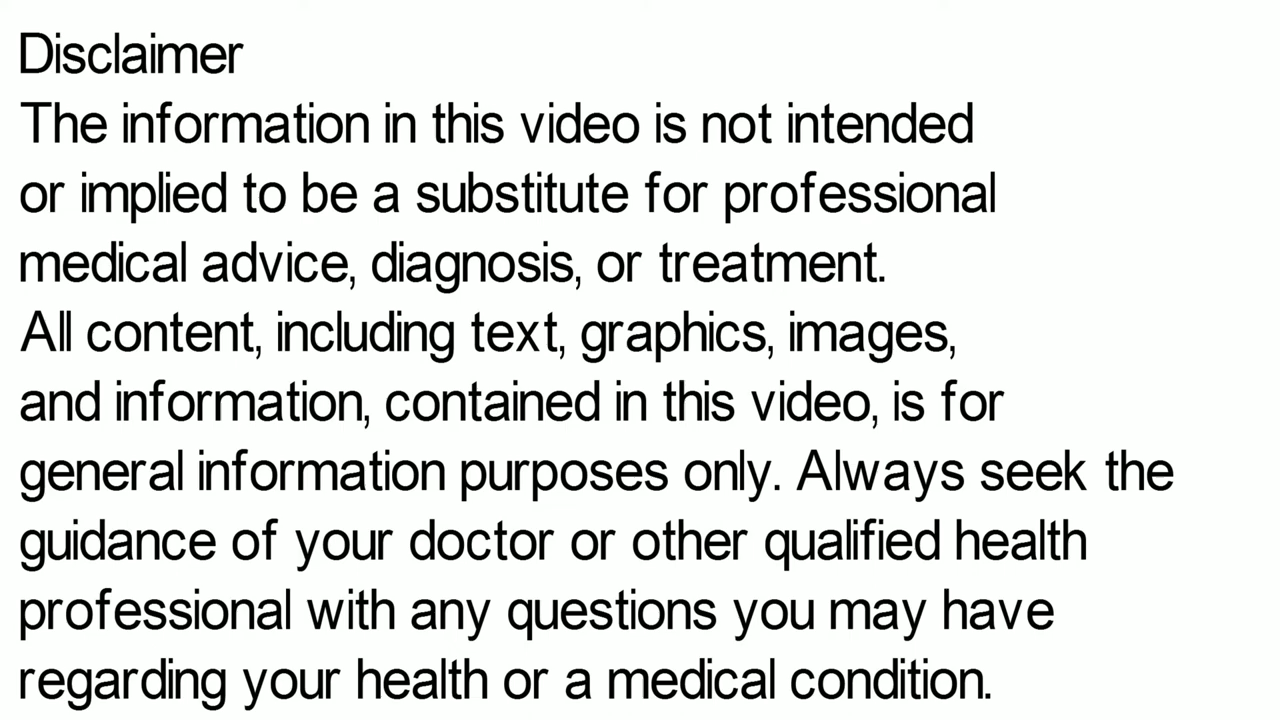 Disclaimer
The information in this video is not intended
or implied to be a substitute for professional
medical advice, diagnosis, or treatment.
All content, including text, graphics, images,
and information, contained in this video, is for
general information purposes only. Always seek the
guidance of your doctor or other qualified health
professional with any questions you may have
regarding your health or a medical condition.